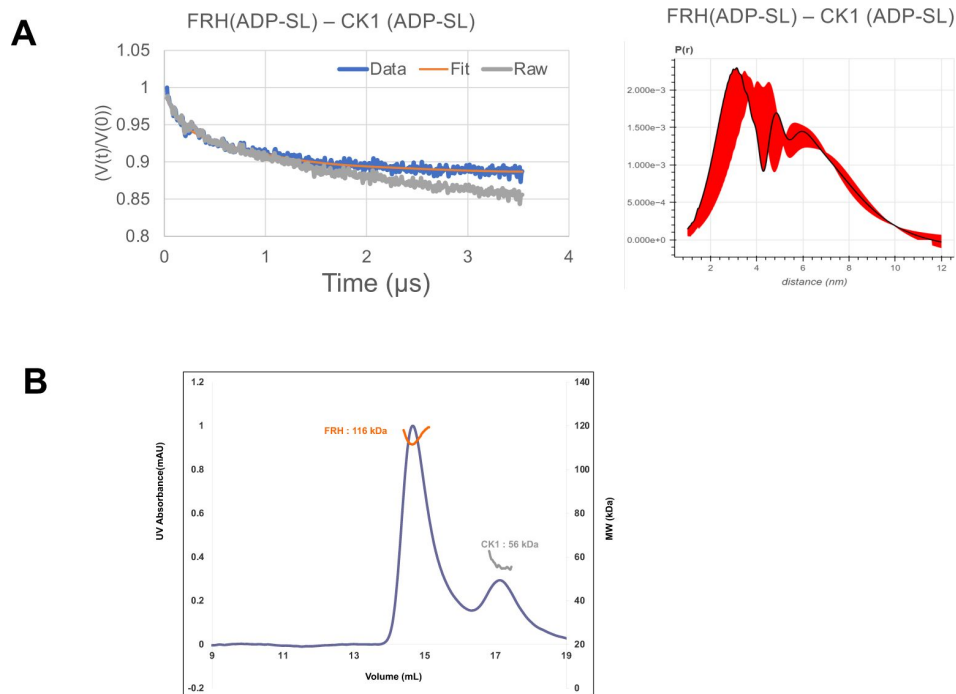 A
FRH(ADP-SL) – CK1 (ADP-SL)
1.05
1
0.95
0.9
0.85
0.8
(V(t)/V(0))
Data Fit Raw
0 1 2 3 4
Time (µs)
FRH(ADP-SL) – CK1 (ADP-SL)
P(r)
2.000e-3
1.500e-3
1.000e-3
5.000e-4
0.000e+0
2 4 6 8 10 12
distance (nm)
B
1.2
1
0.8
0.6
0.4
0.2
0
-0.2
UV Absorbance(mAU)
FRH : 116 kDa
CK1 : 56 kDa
9 11 13 15 17 19
Volume (mL)
140
120
100
80
60
40
20
0
MW (kDa)